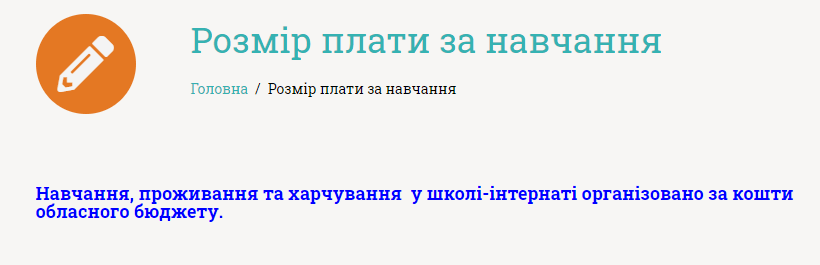 Розмір плати за навчання
Головна / Розмір плати за навчання
Навчання, проживання та харчування у школі-інтернаті організовано за кошти
обласного бюджету.